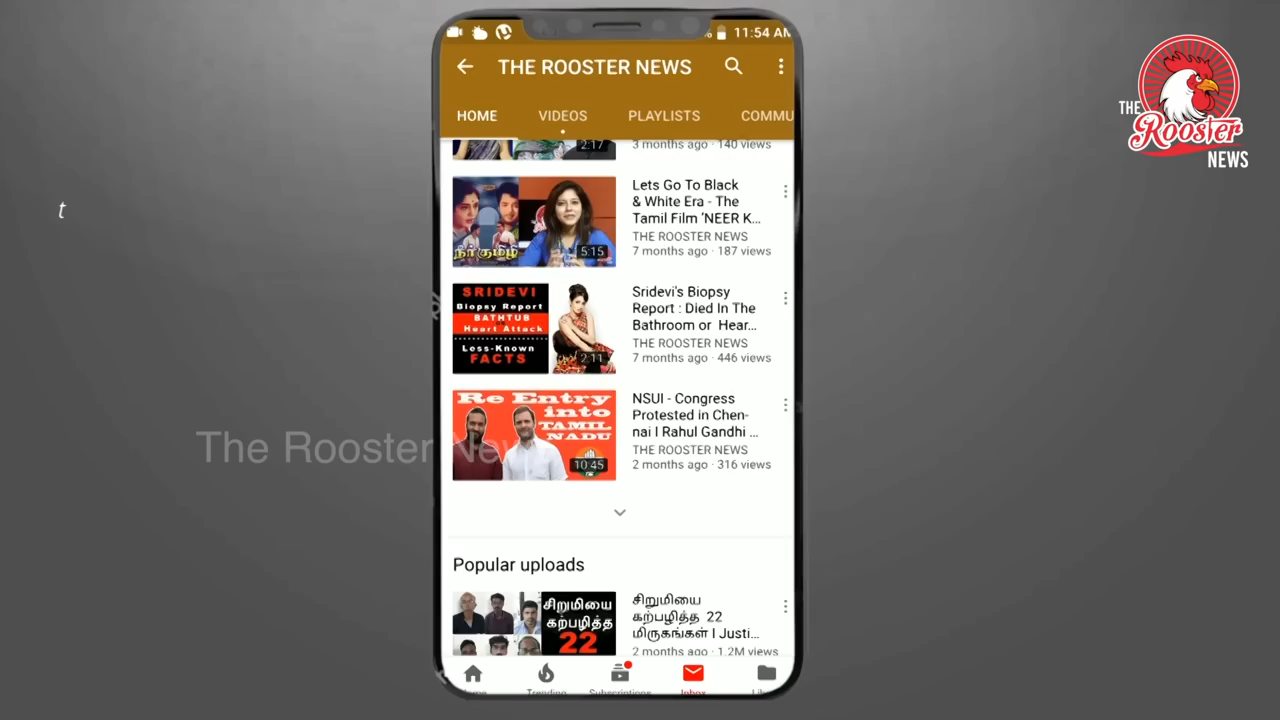 11:54 AM
THE ROOSTER NEWS
HOME VIDEOS PLAYLISTS COMMU
2:17
3 months ago · 140 views
நீர்குமிழி
5:15
Lets Go To Black
& White Era - The
Tamil Film 'NEER K...
THE ROOSTER NEWS
7 months ago · 187 views
SRIDEVI
Biopsy Report
BATHTUB
or
Heart Attack
Less-Known
FACTS
2:11
Sridevi's Biopsy
Report : Died In The
Bathroom or Hear...
THE ROOSTER NEWS
7 months ago · 446 views
Re Entry
into
TAMIL
NADU
10:45
NSUI - Congress
Protested in Chen-
nai I Rahul Gandhi ...
THE ROOSTER NEWS
2 months ago · 316 views
Popular uploads
சிறுமியை
கற்பழித்த
22
சிறுமியை
கற்பழித்த 22
மிருகங்கள் I Justi...
2 months ago · 1.2M views
Trending Subscriptions Inbox
THE
Rooster
NEWS
t
The Rooster New